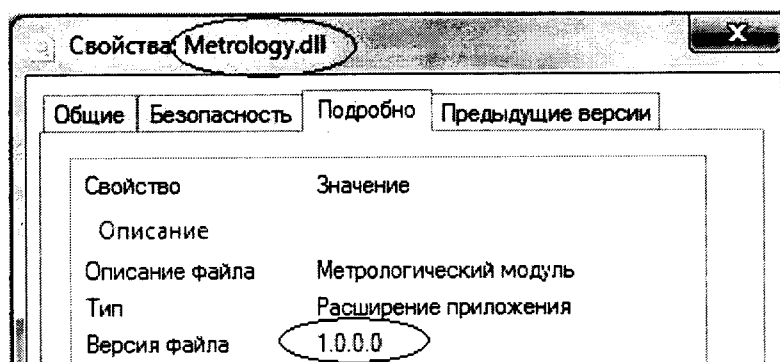 Свойства: Metrology.dll
Общие Безопасность Подробно Предыдущие версии
Свойство Значение
Описание
Описание файла Метрологический модуль
Тип Расширение приложения
Версия файла 1.0.0.0